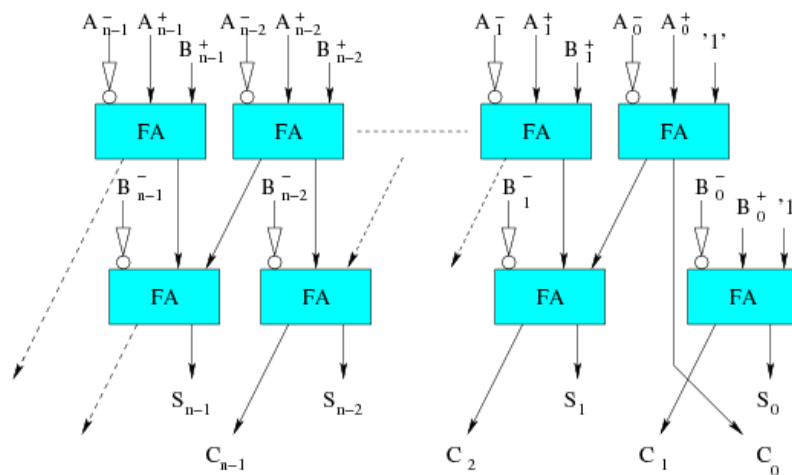 A⁻ₙ₋₁ A⁺ₙ₋₁ B⁺ₙ₋₁ A⁻ₙ₋₂ A⁺ₙ₋₂ B⁺ₙ₋₂ A⁻₁ A⁺₁ B⁺₁ A⁻₀ A⁺₀ '1'
FA FA FA FA
B⁻ₙ₋₁ B⁻ₙ₋₂ B⁻₁ B⁻₀ B⁺₀ '1
FA FA FA FA
Sₙ₋₁ Sₙ₋₂ S₁ S₀
Cₙ₋₁ C₂ C₁ C₀